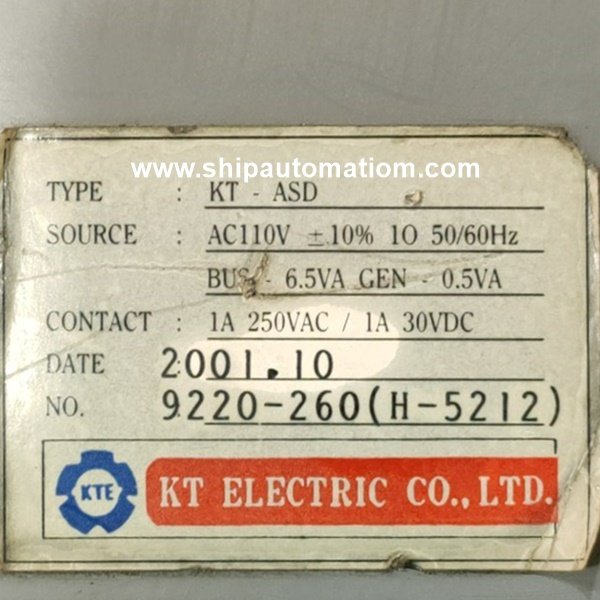 www.shipautomatiom.com
TYPE : KT - ASD
SOURCE : AC110V ±10% 1O 50/60Hz
BUS - 6.5VA GEN - 0.5VA
CONTACT : 1A 250VAC / 1A 30VDC
DATE 2001.10
NO. 9220-260(H-5212)
KTE KT ELECTRIC CO., LTD.